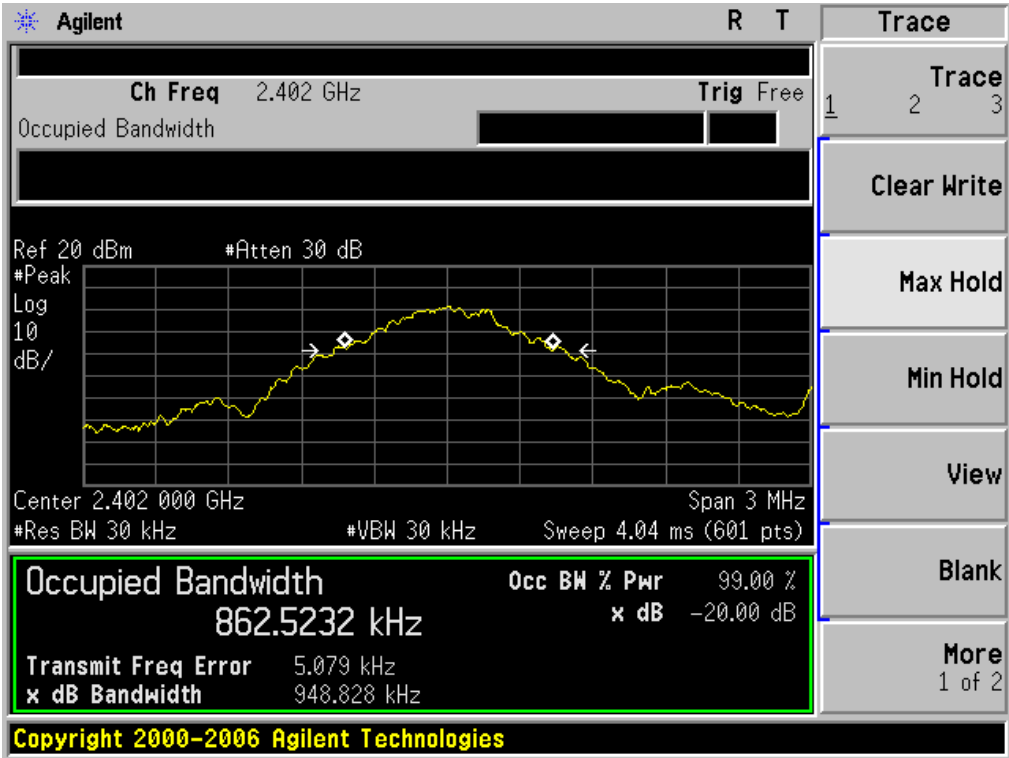 Agilent R T Trace
Ch Freq 2.402 GHz Trig Free
Occupied Bandwidth
Trace
1 2 3
Clear Write
Max Hold
Min Hold
View
Blank
More
1 of 2
Ref 20 dBm #Atten 30 dB
#Peak
Log
10
dB/
Center 2.402 000 GHz Span 3 MHz
#Res BW 30 kHz #VBW 30 kHz Sweep 4.04 ms (601 pts)
Occupied Bandwidth Occ BW % Pwr 99.00 %
862.5232 kHz x dB -20.00 dB
Transmit Freq Error 5.079 kHz
x dB Bandwidth 948.828 kHz
Copyright 2000-2006 Agilent Technologies